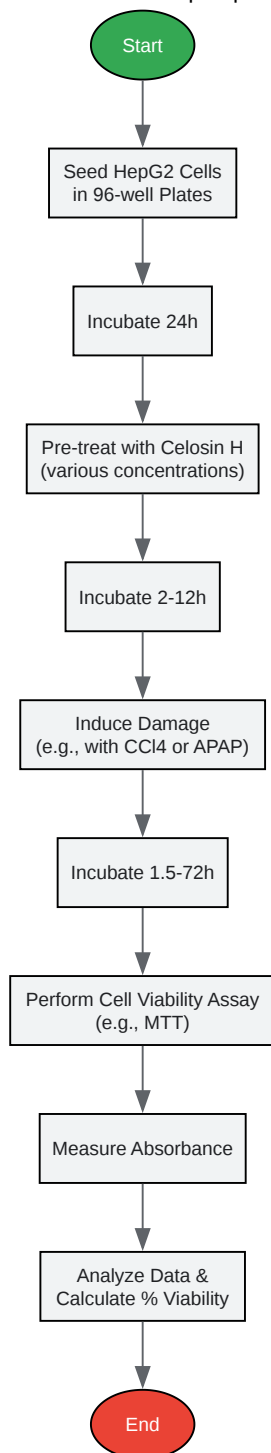 Start
Seed HepG2 Cells
in 96-well Plates
Incubate 24h
Pre-treat with Celosin H
(various concentrations)
Incubate 2-12h
Induce Damage
(e.g., with CCl4 or APAP)
Incubate 1.5-72h
Perform Cell Viability Assay
(e.g., MTT)
Measure Absorbance
Analyze Data &
Calculate % Viability
End